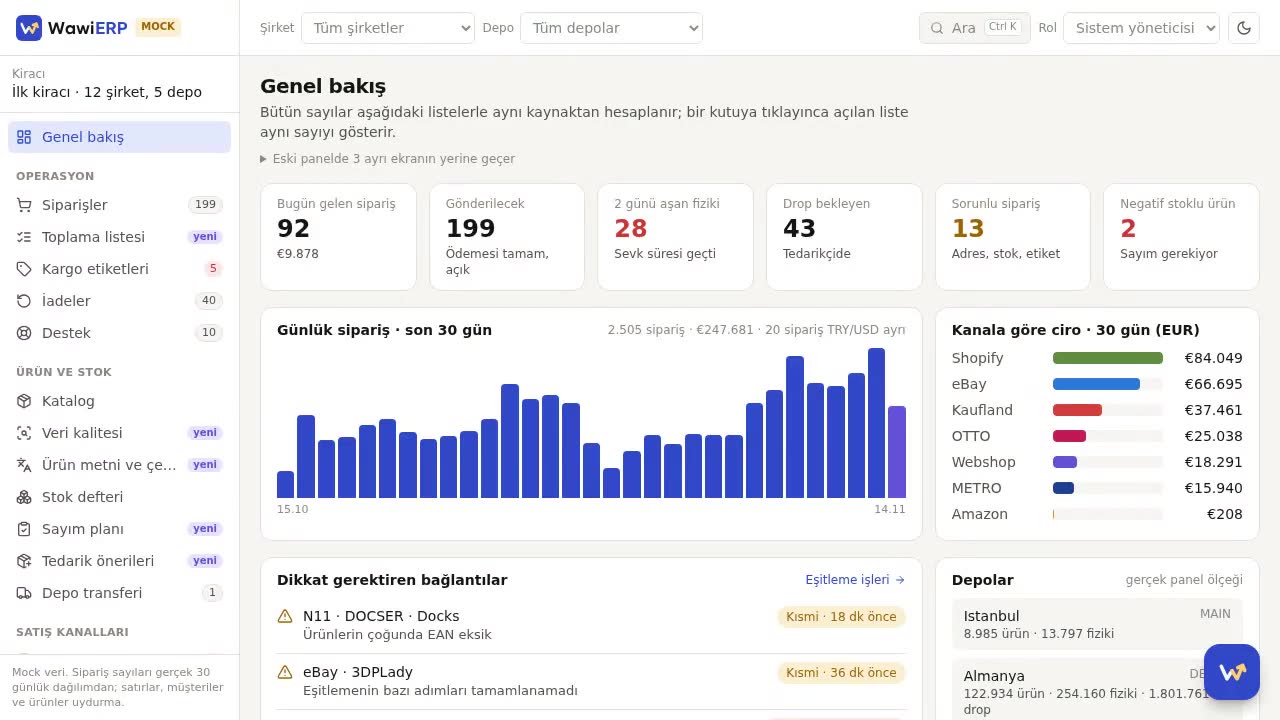 WawiERP MOCK
Kiracı
İlk kiracı · 12 şirket, 5 depo
Genel bakış
OPERASYON
Siparişler 199
Toplama listesi yeni
Kargo etiketleri 5
İadeler 40
Destek 10
ÜRÜN VE STOK
Katalog
Veri kalitesi yeni
Ürün metni ve çe... yeni
Stok defteri
Sayım planı yeni
Tedarik önerileri yeni
Depo transferi 1
SATIŞ KANALLARI
Mock veri. Sipariş sayıları gerçek 30
günlük dağılımdan; satırlar, müşteriler
ve ürünler uydurma.
Şirket Tüm şirketler Depo Tüm depolar Ara Ctrl K Rol Sistem yöneticisi
Genel bakış
Bütün sayılar aşağıdaki listelerle aynı kaynaktan hesaplanır; bir kutuya tıklayınca açılan liste
aynı sayıyı gösterir.
Eski panelde 3 ayrı ekranın yerine geçer
Bugün gelen sipariş
92
€9.878
Gönderilecek
199
Ödemesi tamam,
açık
2 günü aşan fiziki
28
Sevk süresi geçti
Drop bekleyen
43
Tedarikçide
Sorunlu sipariş
13
Adres, stok, etiket
Negatif stoklu ürün
2
Sayım gerekiyor
Günlük sipariş · son 30 gün 2.505 sipariş · €247.681 · 20 sipariş TRY/USD ayrı
15.10 14.11
Kanala göre ciro · 30 gün (EUR)
Shopify €84.049
eBay €66.695
Kaufland €37.461
OTTO €25.038
Webshop €18.291
METRO €15.940
Amazon €208
Dikkat gerektiren bağlantılar Eşitleme işleri →
N11 · DOCSER · Docks Kısmi · 18 dk önce
Ürünlerin çoğunda EAN eksik
eBay · 3DPLady Kısmi · 36 dk önce
Eşitlemenin bazı adımları tamamlanamadı
Depolar gerçek panel ölçeği
Istanbul MAIN
8.985 ürün · 13.797 fiziki
Almanya
122.934 ürün · 254.160 fiziki · 1.801.761
drop